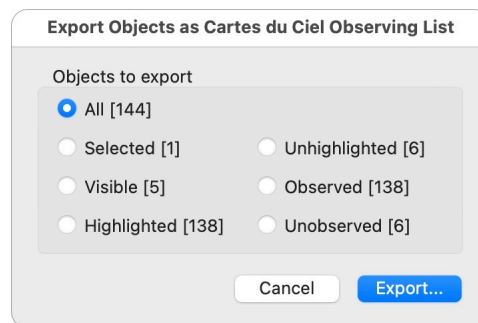 Export Objects as Cartes du Ciel Observing List
Objects to export
All [144]
Selected [1]
Unhighlighted [6]
Visible [5]
Observed [138]
Highlighted [138]
Unobserved [6]
Cancel
Export...